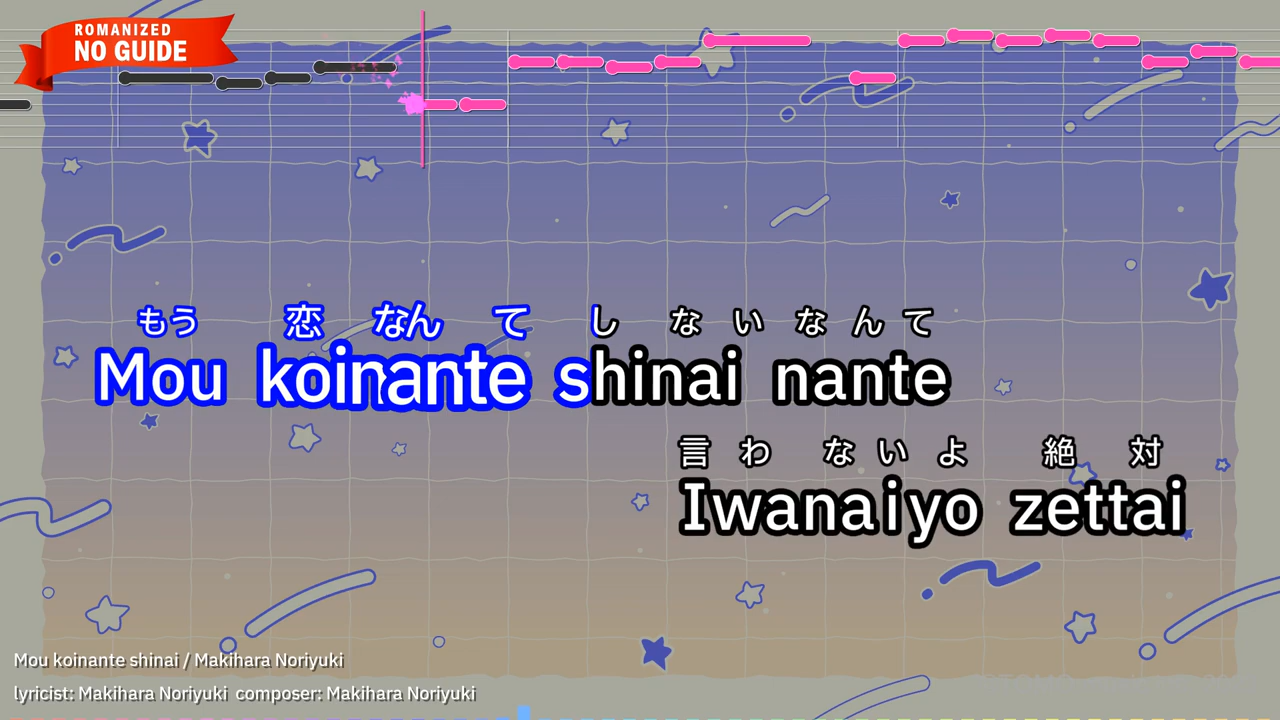 ROMANIZED
NO GUIDE
もう 恋 なん て し な い な ん て
Mou koinante shinai nante
言 わ な い よ 絶 対
Iwanaiyo zettai
Mou koinante shinai / Makihara Noriyuki
lyricist: Makihara Noriyuki composer: Makihara Noriyuki